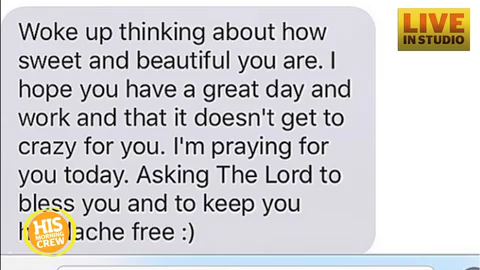 Woke up thinking about how
sweet and beautiful you are. I
hope you have a great day and
work and that it doesn't get to
crazy for you. I'm praying for
you today. Asking The Lord to
bless you and to keep you
free :)
LIVE
IN STUDIO
HIS
MORNING
CREW